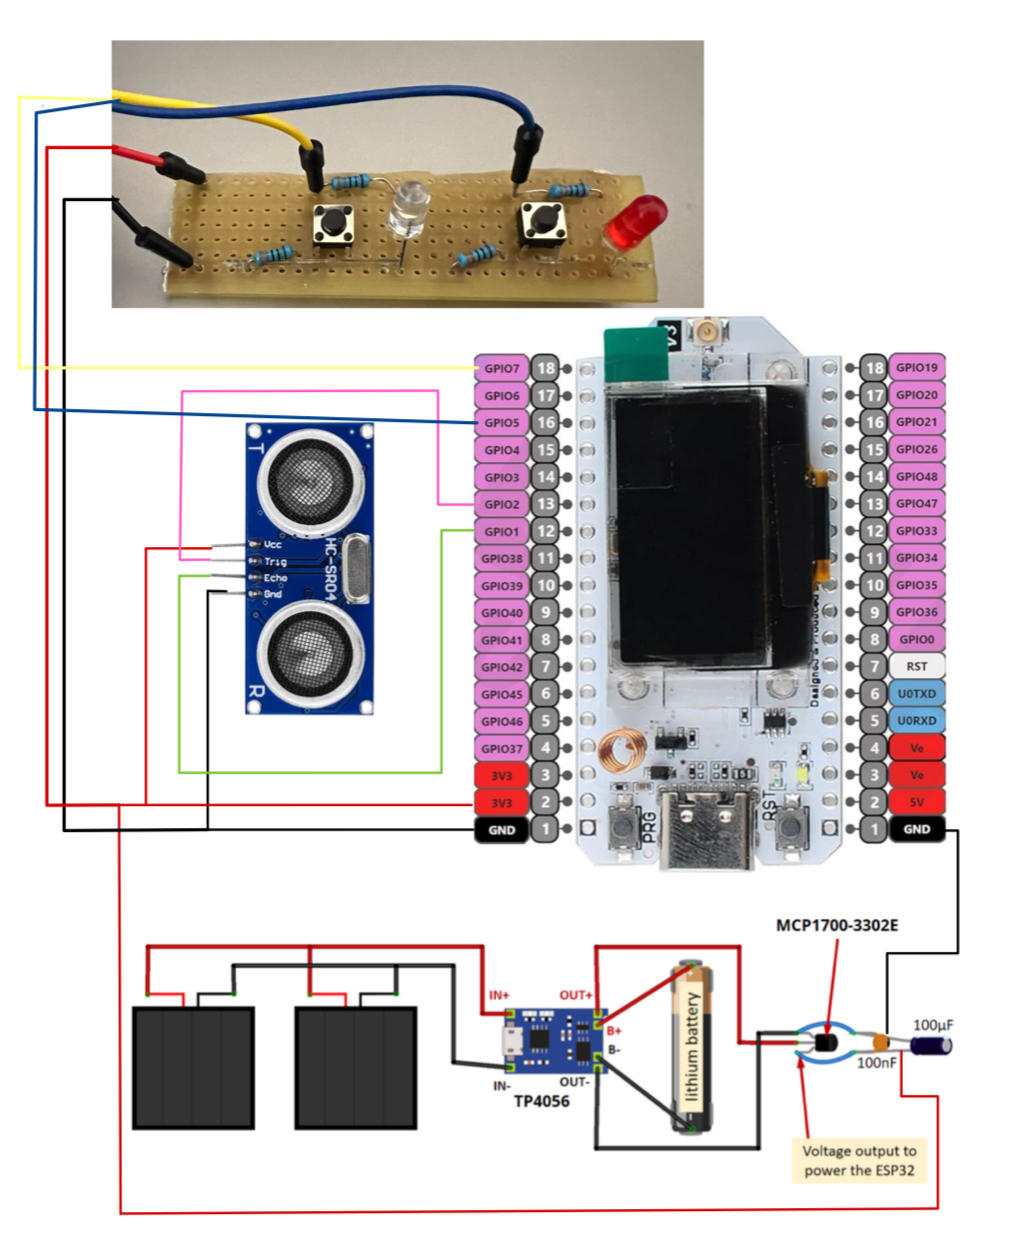 V3
GPIO7 18
GPIO6 17
GPIO5 16
GPIO4 15
GPIO3 14
GPIO2 13
GPIO1 12
GPIO38 11
GPIO39 10
GPIO40 9
GPIO41 8
GPIO42 7
GPIO45 6
GPIO46 5
GPIO37 4
3V3 3
3V3 2
GND 1
18 GPIO19
17 GPIO20
16 GPIO21
15 GPIO26
14 GPIO48
13 GPIO47
12 GPIO33
11 GPIO34
10 GPIO35
9 GPIO36
8 GPIO0
7 RST
6 U0TXD
5 U0RXD
4 Ve
3 Ve
2 5V
1 GND
T
Vcc
Trig
Echo
Gnd
HC-SR04
R
PRG
RST
MCP1700-3302E
IN+
OUT+
B+
B-
IN-
OUT-
TP4056
lithium battery
100µF
100nF
Voltage output to
power the ESP32